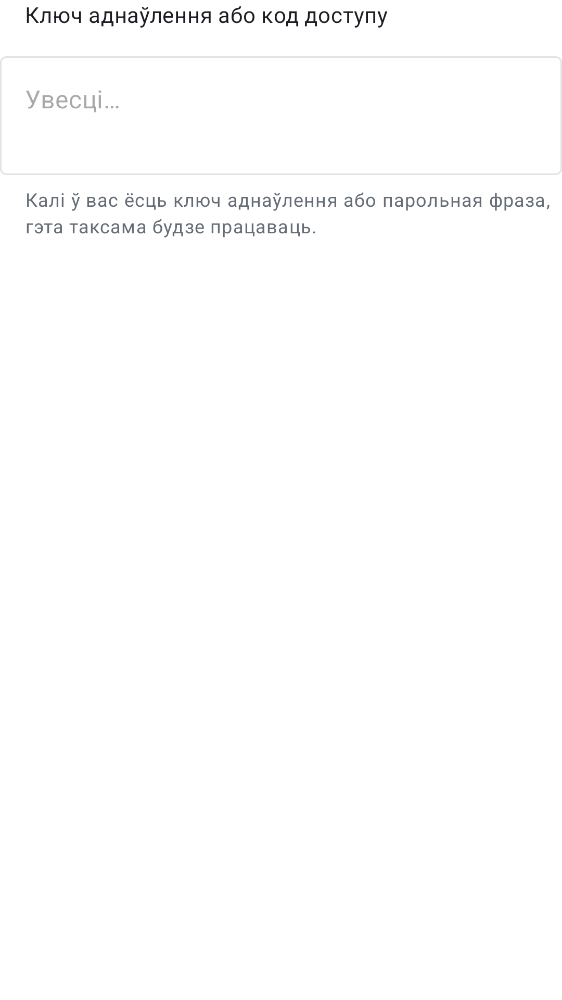 Ключ аднаўлення або код доступу
Увесці...
Калі ў вас ёсць ключ аднаўлення або парольная фраза,
гэта таксама будзе працаваць.